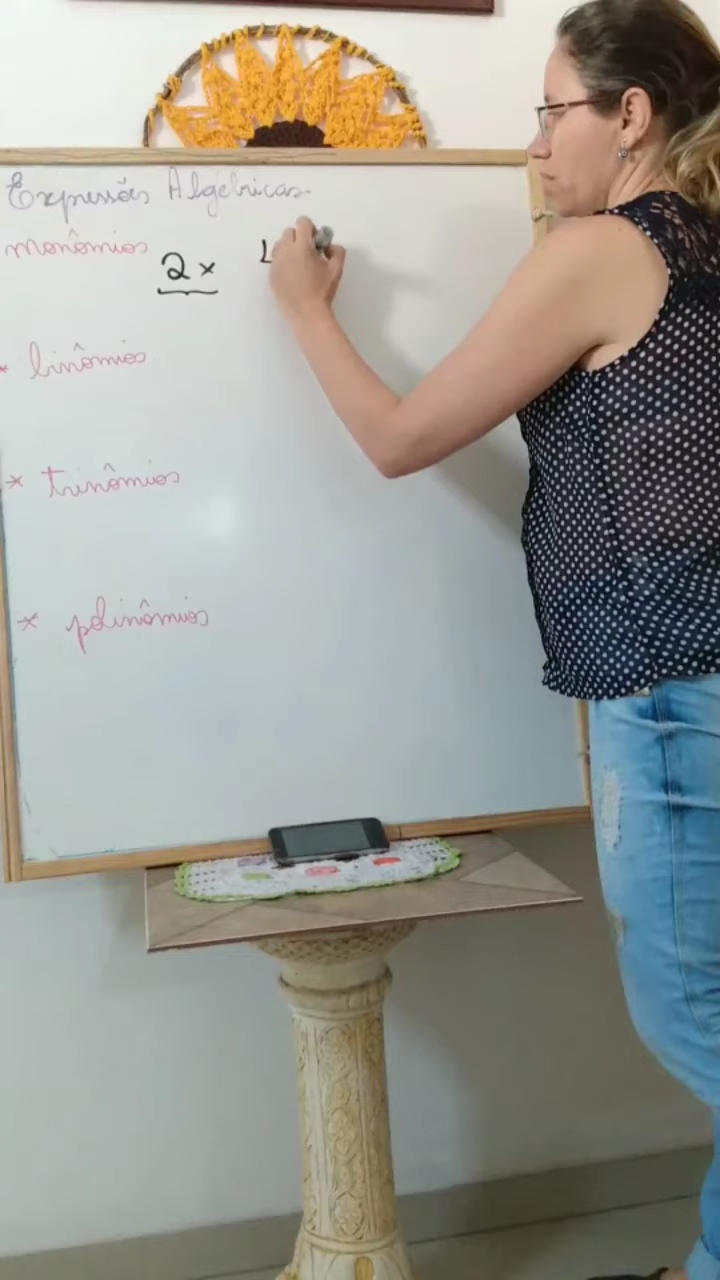 Expressões Algébricas.
monômios 2x
* binômios
* trinômios
* polinômios